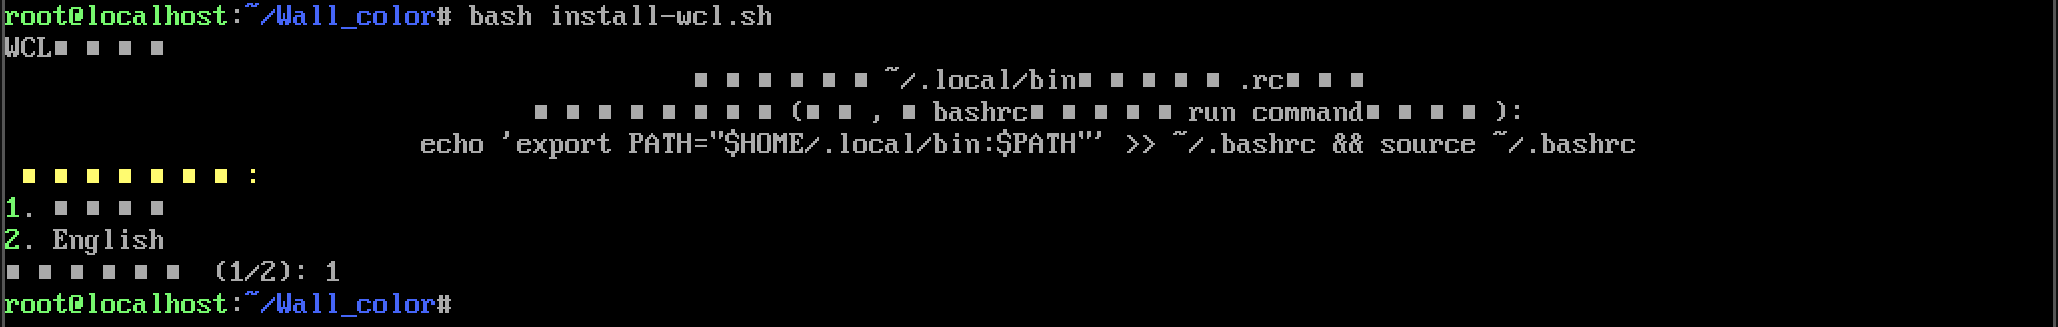 root@localhost:~/Wall_color# bash install-wcl.sh
WCL■ ■ ■ ■
■ ■ ■ ■ ■ ■ ~/.local/bin■ ■ ■ ■ ■ .rc■ ■ ■
■ ■ ■ ■ ■ ■ ■ ■ (■ ■ , ■ bashrc■ ■ ■ ■ ■ run command■ ■ ■ ■ ):
echo 'export PATH="$HOME/.local/bin:$PATH"' >> ~/.bashrc && source ~/.bashrc
■ ■ ■ ■ ■ ■ ■ :
1. ■ ■ ■ ■
2. English
■ ■ ■ ■ ■ ■ (1/2): 1
root@localhost:~/Wall_color#